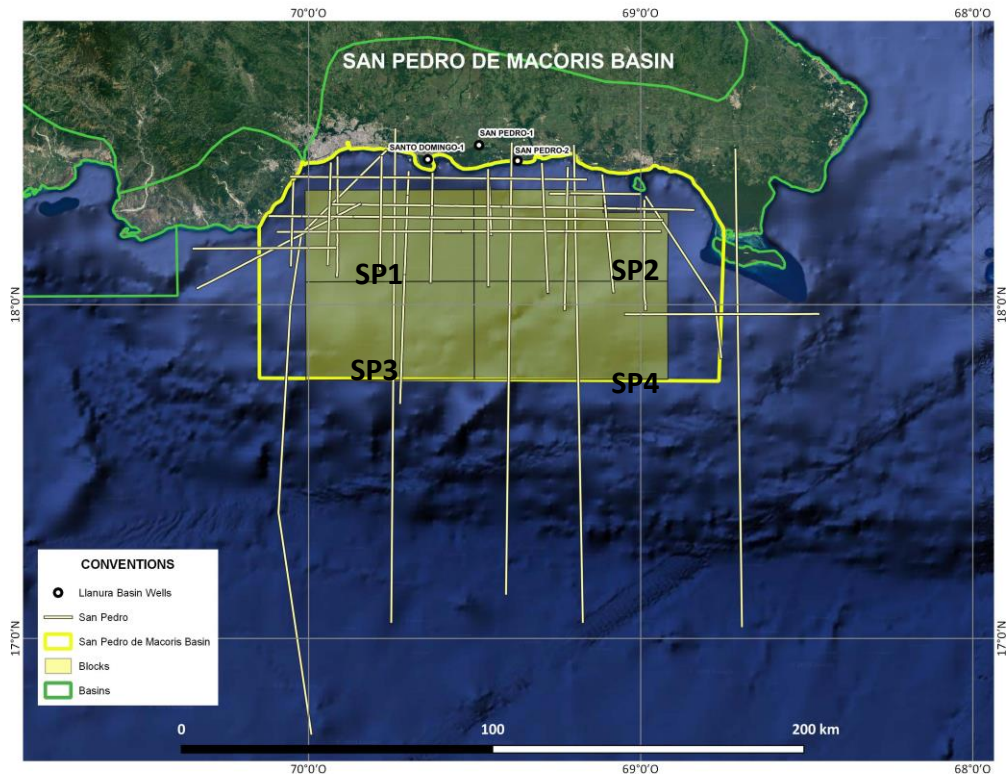 70°0'O 69°0'O 68°0'O
SAN PEDRO DE MACORIS BASIN
SAN PEDRO-1
SANTO DOMINGO-1
SAN PEDRO-2
SP1 SP2
18°0'N 18°0'N
SP3 SP4
CONVENTIONS
Llanura Basin Wells
San Pedro
San Pedro de Macoris Basin
Blocks
Basins
17°0'N 17°0'N
0 100 200 km
70°0'O 69°0'O 68°0'O